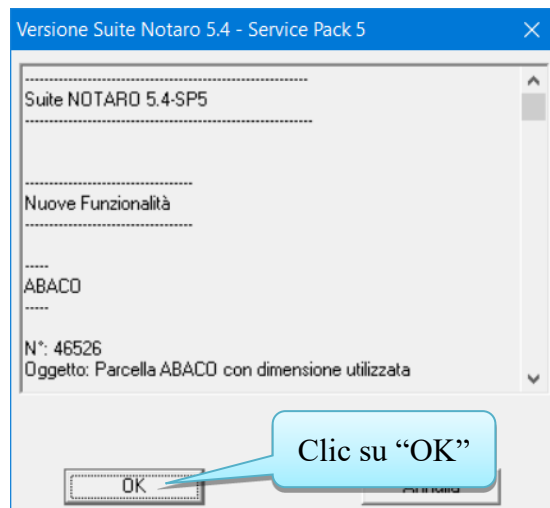 Versione Suite Notaro 5.4 - Service Pack 5
------------------------------------------------------------
Suite NOTARO 5.4-SP5
------------------------------------------------------------
-----------------------------------
Nuove Funzionalità
-----------------------------------
-----
ABACO
-----
N°: 46526
Oggetto: Parcella ABACO con dimensione utilizzata
Clic su “OK”
OK